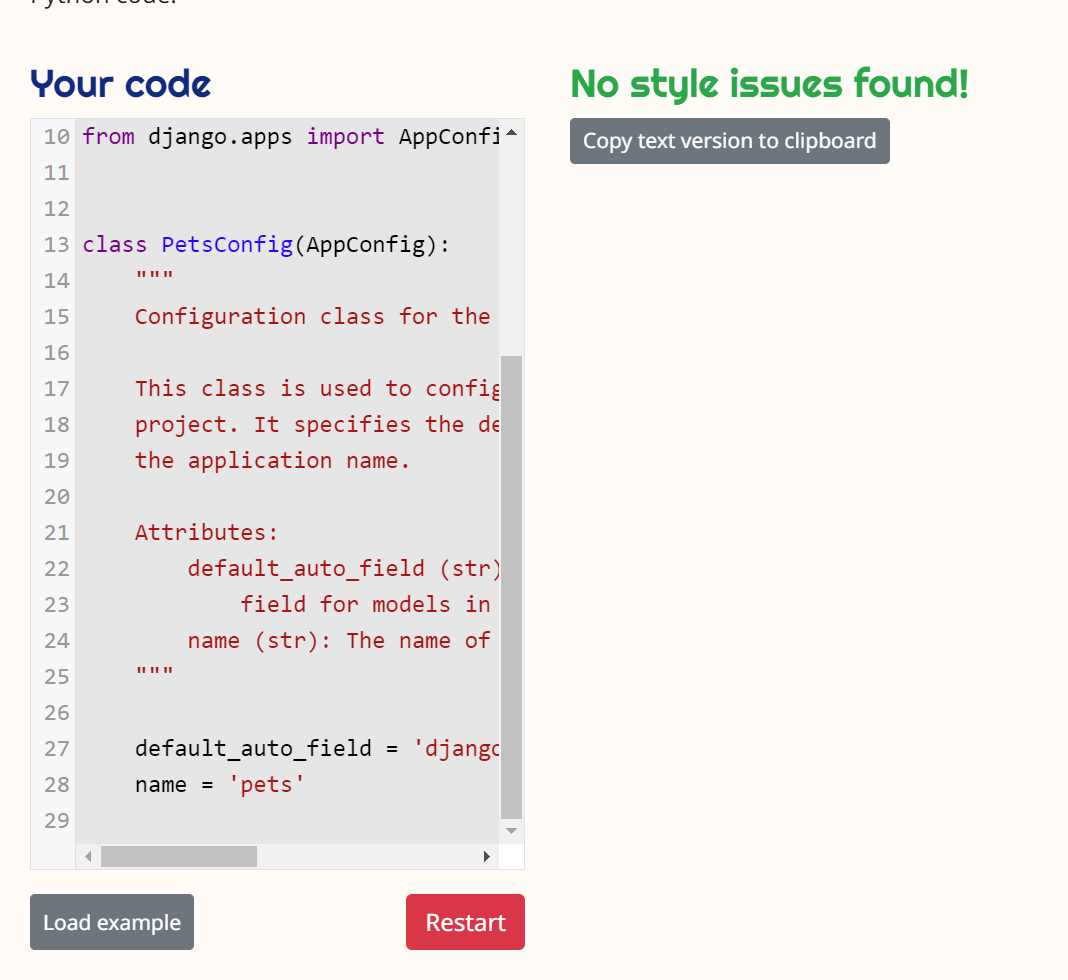 Python code.
Your code
No style issues found!
Copy text version to clipboard
10 from django.apps import AppConfi
11
12
13 class PetsConfig(AppConfig):
14 """
15 Configuration class for the
16
17 This class is used to config
18 project. It specifies the de
19 the application name.
20
21 Attributes:
22 default_auto_field (str)
23 field for models in
24 name (str): The name of
25 """
26
27 default_auto_field = 'django
28 name = 'pets'
29
Load example
Restart